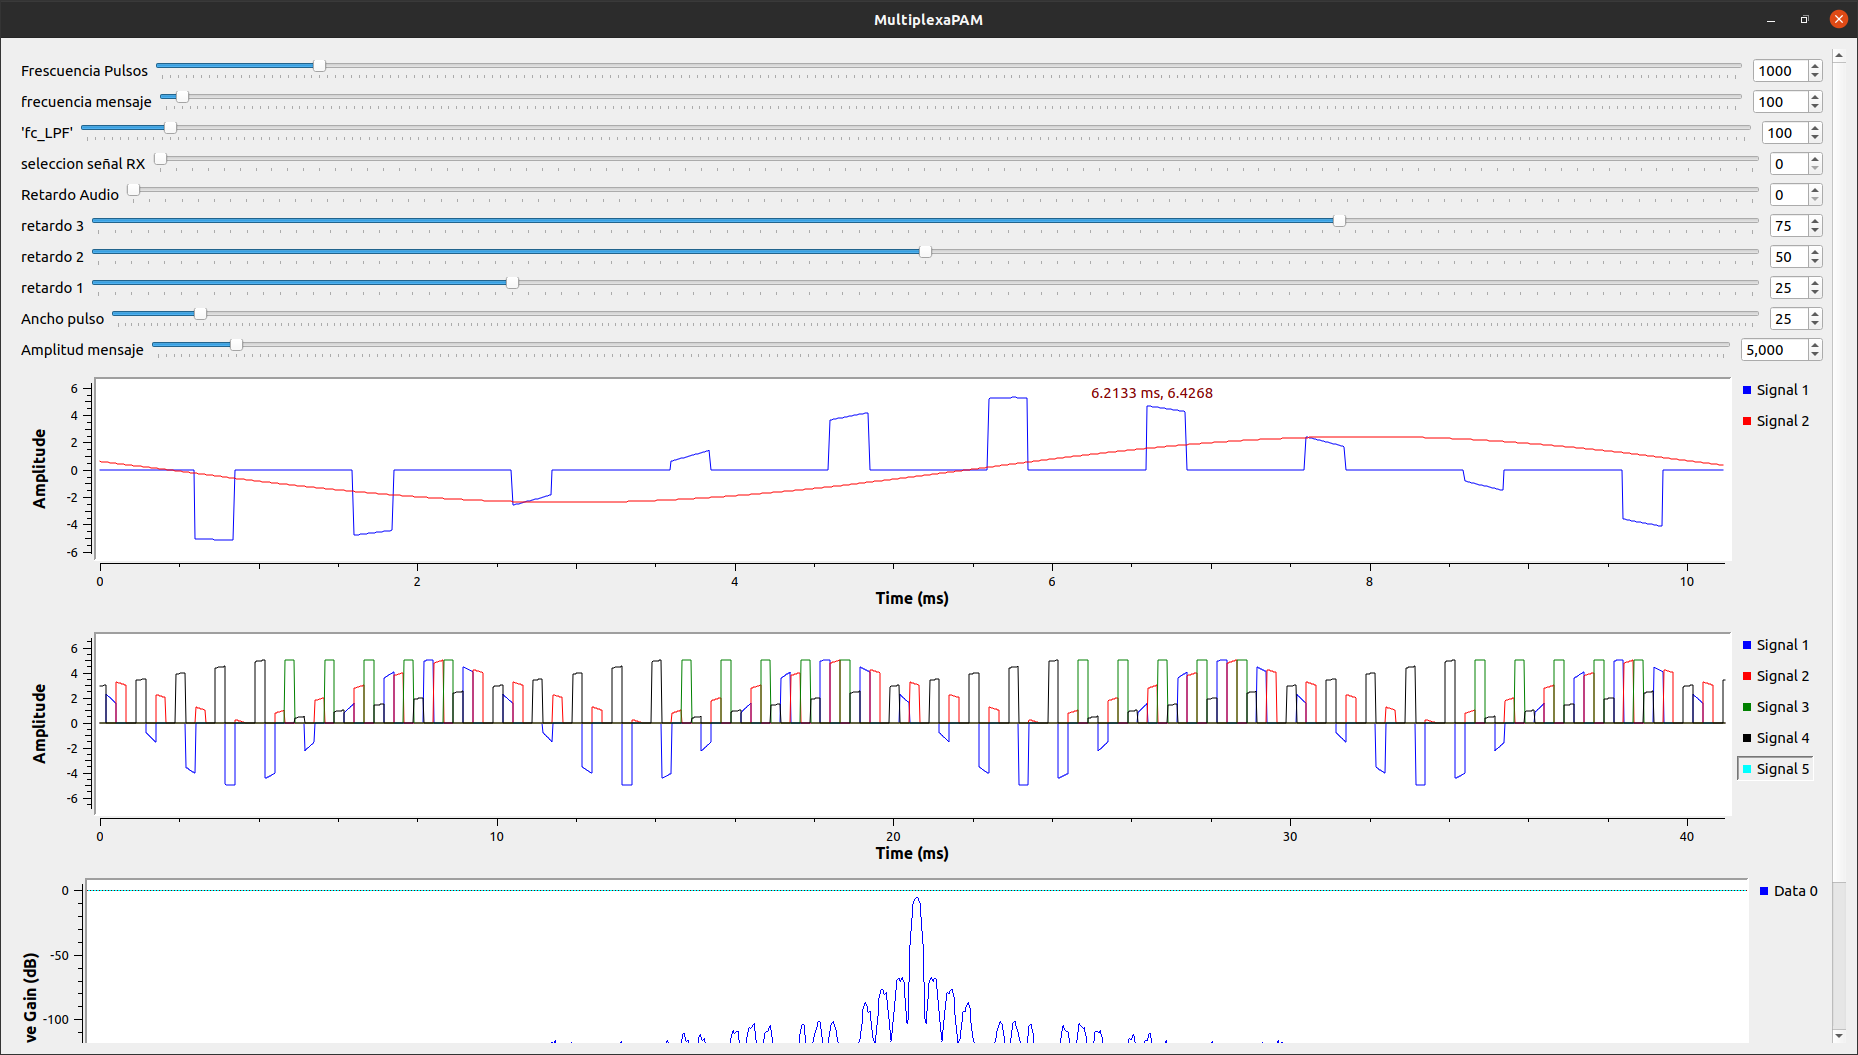 MultiplexaPAM
Frescuencia Pulsos 1000
frecuencia mensaje 100
'fc_LPF' 100
seleccion señal RX 0
Retardo Audio 0
retardo 3 75
retardo 2 50
retardo 1 25
Ancho pulso 25
Amplitud mensaje 5,000
6
4
2
0
-2
-4
-6
Amplitude
6.2133 ms, 6.4268
Signal 1
Signal 2
0 2 4 6 8 10
Time (ms)
6
4
2
0
-2
-4
-6
Amplitude
Signal 1
Signal 2
Signal 3
Signal 4
Signal 5
0 10 20 30 40
Time (ms)
0
-50
-100
ve Gain (dB)
Data 0